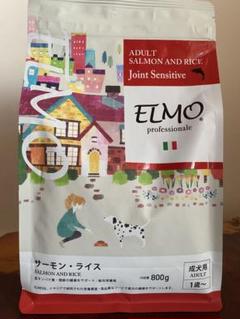 ADULT
SALMON AND RICE
Joint Sensitive
ELMO
ELMO®
professionale
サーモン・ライス
SALMON AND RICE
800g
成犬用
ADULT
1歳〜